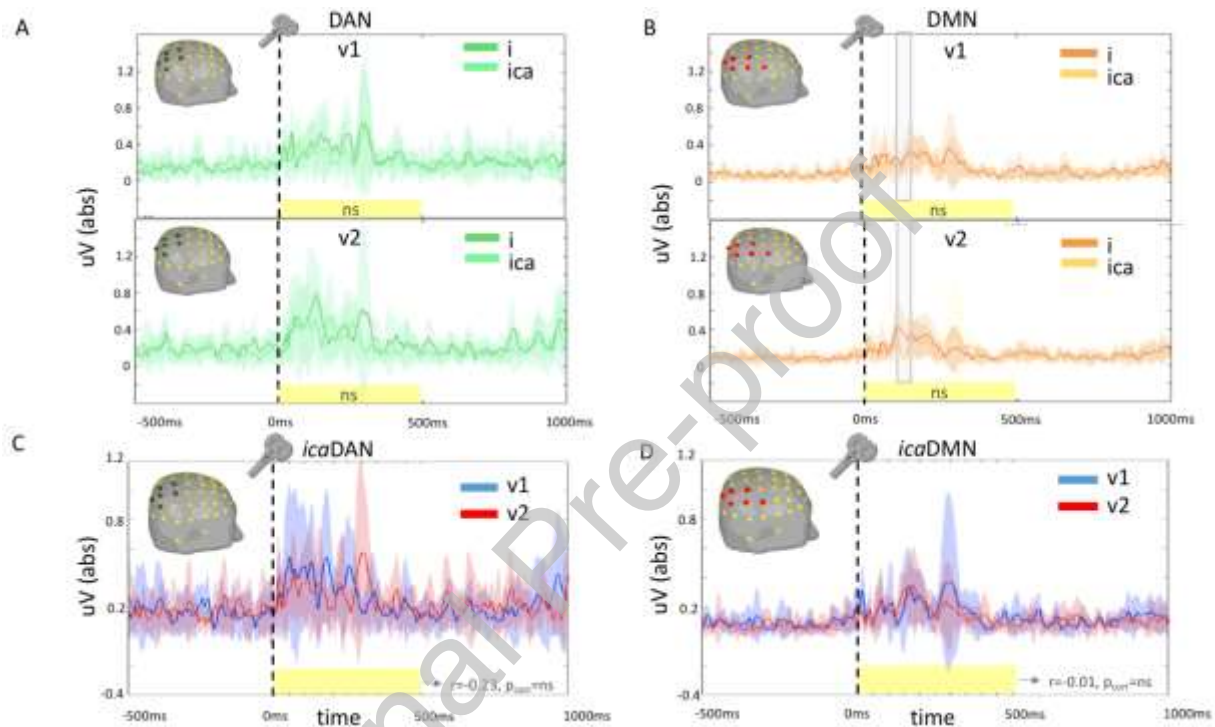 A
DAN
v1
i
ica
1.2
0.8
0.4
0
ns
uV (abs)
v2
i
ica
1.2
0.8
0.4
0
ns
-500ms 0ms 500ms 1000ms
B
DMN
v1
i
ica
1.2
0.8
0.4
0
ns
uV (abs)
v2
i
ica
1.2
0.8
0.4
0
ns
-500ms 0ms 500ms 1000ms
C
icaDAN
v1
v2
1.2
0.8
0.2
-0.4
uV (abs)
r=-0.23, pcorr=ns
-500ms 0ms time 500ms 1000ms
D
icaDMN
v1
v2
1.2
0.8
0.2
-0.4
uV (abs)
r=-0.01, pcorr=ns
-500ms 0ms time 500ms 1000ms
nal Pre-proof